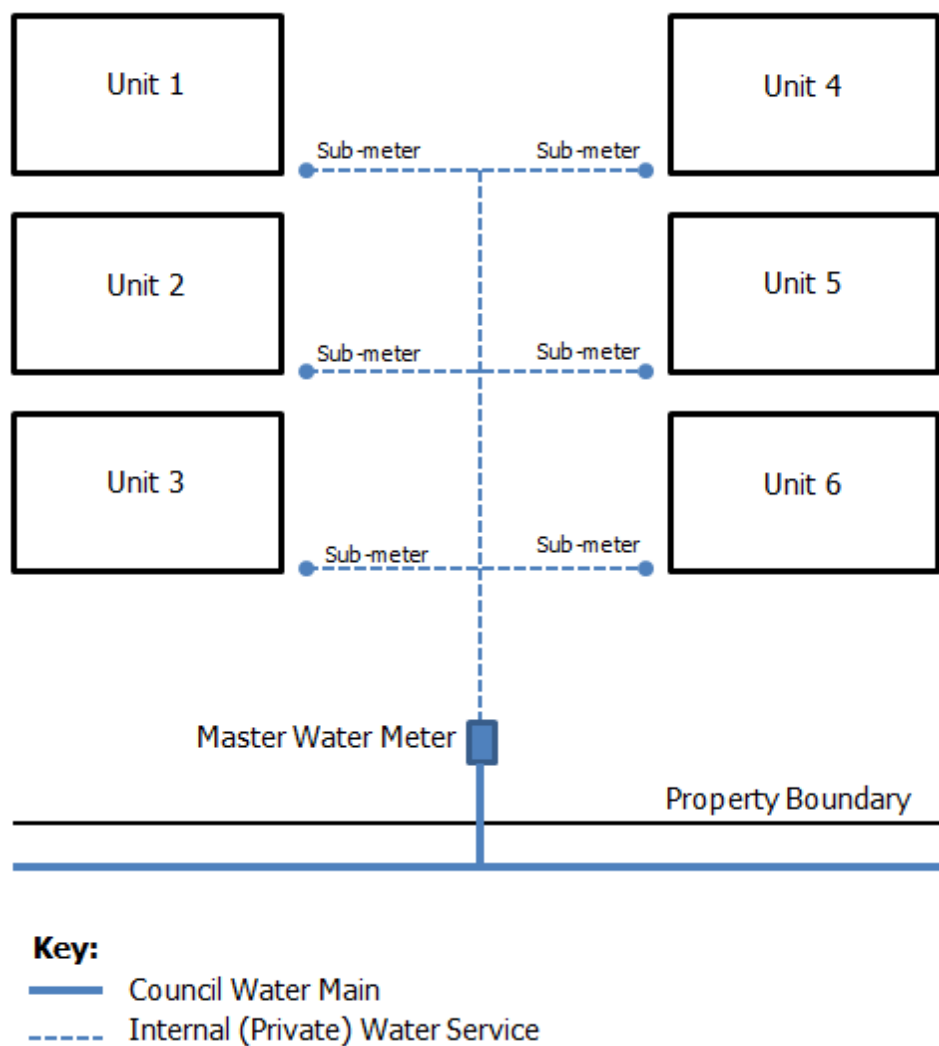 Unit 1
Unit 4
Sub-meter
Sub-meter
Unit 2
Unit 5
Sub-meter
Sub-meter
Unit 3
Unit 6
Sub-meter
Sub-meter
Master Water Meter
Property Boundary
Key:
Council Water Main
Internal (Private) Water Service